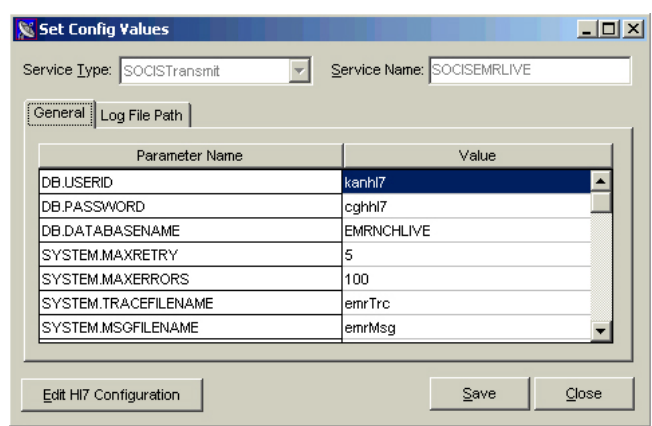 Set Config Values
Service Type: SOCISTransmit Service Name: SOCISEMRLIVE
General Log File Path
Parameter Name Value
DB.USERID kanhl7
DB.PASSWORD cghhl7
DB.DATABASENAME EMRNCHLIVE
SYSTEM.MAXRETRY 5
SYSTEM.MAXERRORS 100
SYSTEM.TRACEFILENAME emrTrc
SYSTEM.MSGFILENAME emrMsg
Edit Hl7 Configuration Save Close